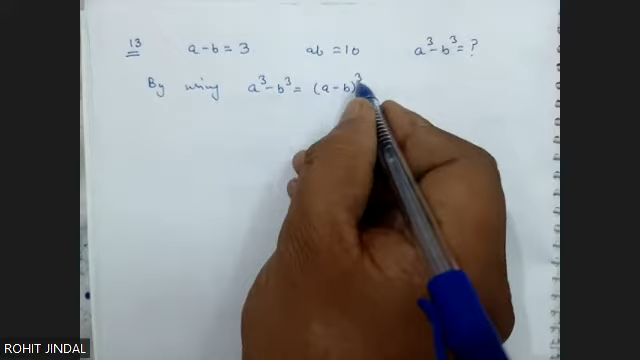 13 a-b=3 ab=10 a³-b³=?
By using a³-b³= (a-b)³
ROHIT JINDAL